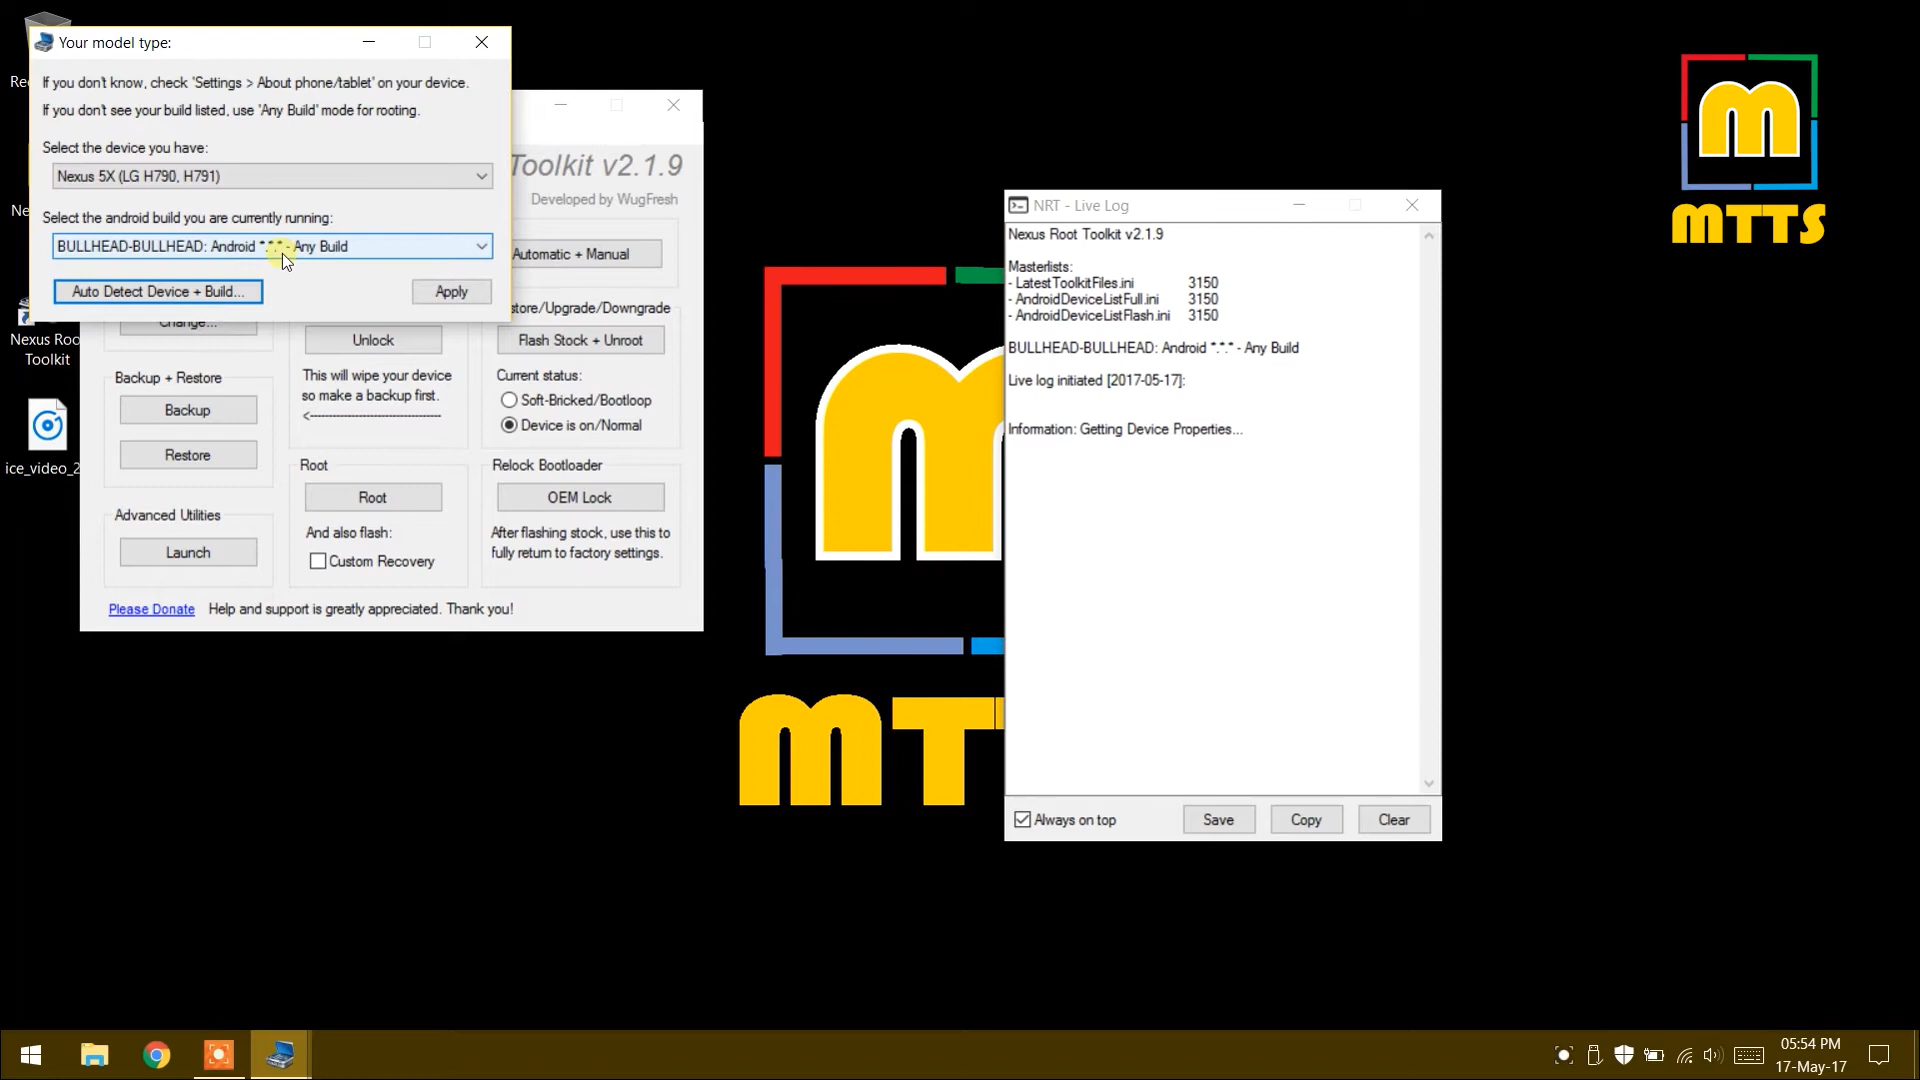 Your model type:
If you don't know, check 'Settings > About phone/tablet' on your device.
If you don't see your build listed, use 'Any Build' mode for rooting.
Select the device you have:
Nexus 5X (LG H790, H791)
Select the android build you are currently running:
BULLHEAD-BULLHEAD: Android *.*.* - Any Build
Auto Detect Device + Build...
Apply
Toolkit v2.1.9
Developed by WugFresh
Automatic + Manual
Change...
Unlock
This will wipe your device
so make a backup first.
<---------------------------------
Flash Stock + Unroot
Current status:
Soft-Bricked/Bootloop
Device is on/Normal
Backup + Restore
Backup
Restore
Root
Root
And also flash:
Custom Recovery
Relock Bootloader
OEM Lock
After flashing stock, use this to
fully return to factory settings.
Advanced Utilities
Launch
Please Donate
Help and support is greatly appreciated. Thank you!
Nexus Roo
Toolkit
ice_video_2
NRT - Live Log
Nexus Root Toolkit v2.1.9
Masterlists:
- LatestToolkitFiles.ini 3150
- AndroidDeviceListFull.ini 3150
- AndroidDeviceListFlash.ini 3150
BULLHEAD-BULLHEAD: Android *.*.* - Any Build
Live log initiated [2017-05-17]:
Information: Getting Device Properties...
Always on top
Save
Copy
Clear
m
MTTS
05:54 PM
17-May-17